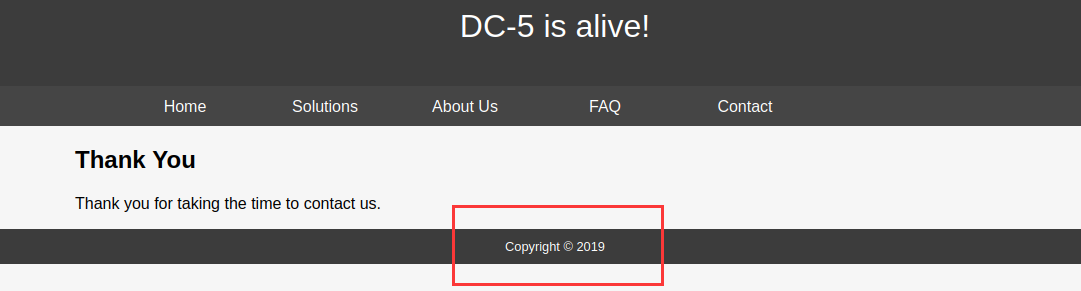 DC-5 is alive!
Home Solutions About Us FAQ Contact
Thank You
Thank you for taking the time to contact us.
Copyright © 2019